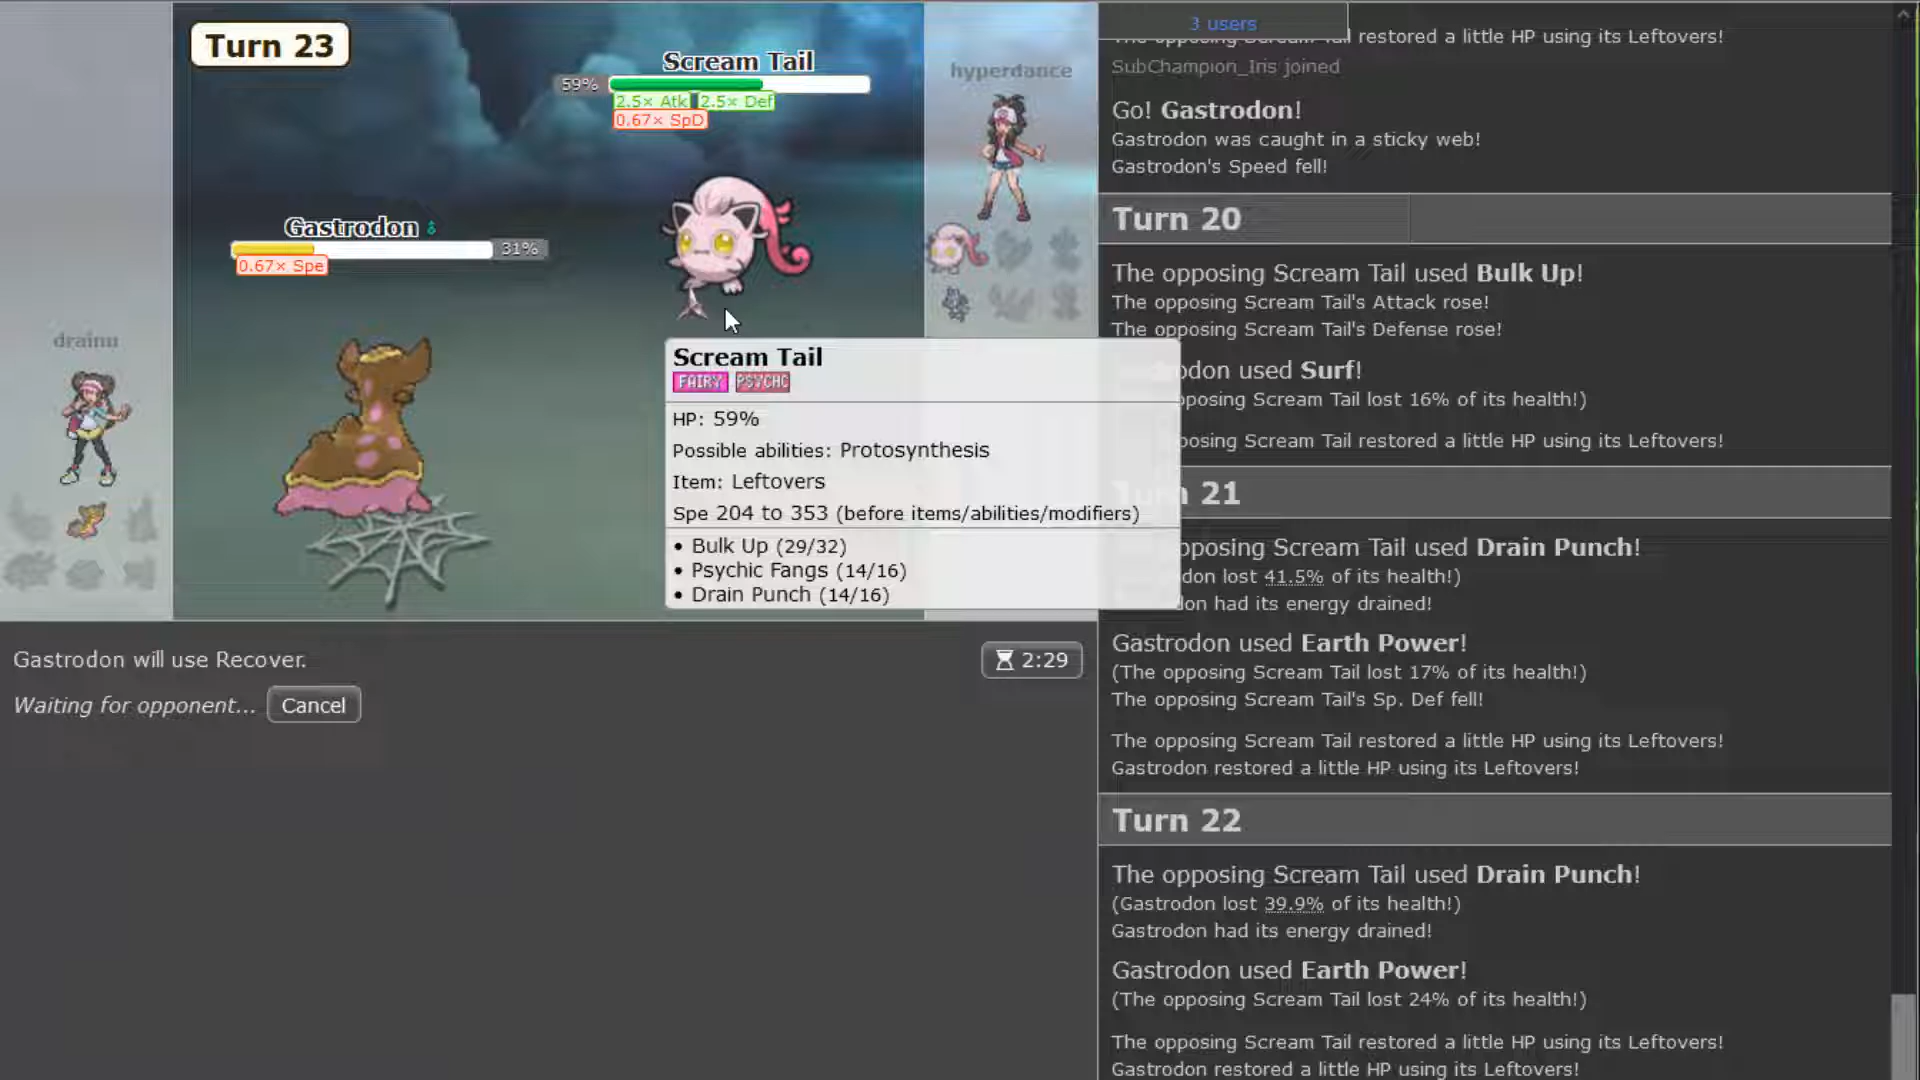 Turn 23
Scream Tail
59%
2.5× Atk 2.5× Def
0.67× SpD
Gastrodon
31%
0.67× Spe
drainu
hyperdance
Scream Tail
FAIRY PSYCHC
HP: 59%
Possible abilities: Protosynthesis
Item: Leftovers
Spe 204 to 353 (before items/abilities/modifiers)
• Bulk Up (29/32)
• Psychic Fangs (14/16)
• Drain Punch (14/16)
Gastrodon will use Recover.
2:29
Waiting for opponent... Cancel
3 users
restored a little HP using its Leftovers!
SubChampion_Iris joined
Go! Gastrodon!
Gastrodon was caught in a sticky web!
Gastrodon's Speed fell!
Turn 20
The opposing Scream Tail used Bulk Up!
The opposing Scream Tail's Attack rose!
The opposing Scream Tail's Defense rose!
odon used Surf!
pposing Scream Tail lost 16% of its health!)
posing Scream Tail restored a little HP using its Leftovers!
Turn 21
pposing Scream Tail used Drain Punch!
don lost 41.5% of its health!)
don had its energy drained!
Gastrodon used Earth Power!
(The opposing Scream Tail lost 17% of its health!)
The opposing Scream Tail's Sp. Def fell!
The opposing Scream Tail restored a little HP using its Leftovers!
Gastrodon restored a little HP using its Leftovers!
Turn 22
The opposing Scream Tail used Drain Punch!
(Gastrodon lost 39.9% of its health!)
Gastrodon had its energy drained!
Gastrodon used Earth Power!
(The opposing Scream Tail lost 24% of its health!)
The opposing Scream Tail restored a little HP using its Leftovers!
Gastrodon restored a little HP using its Leftovers!